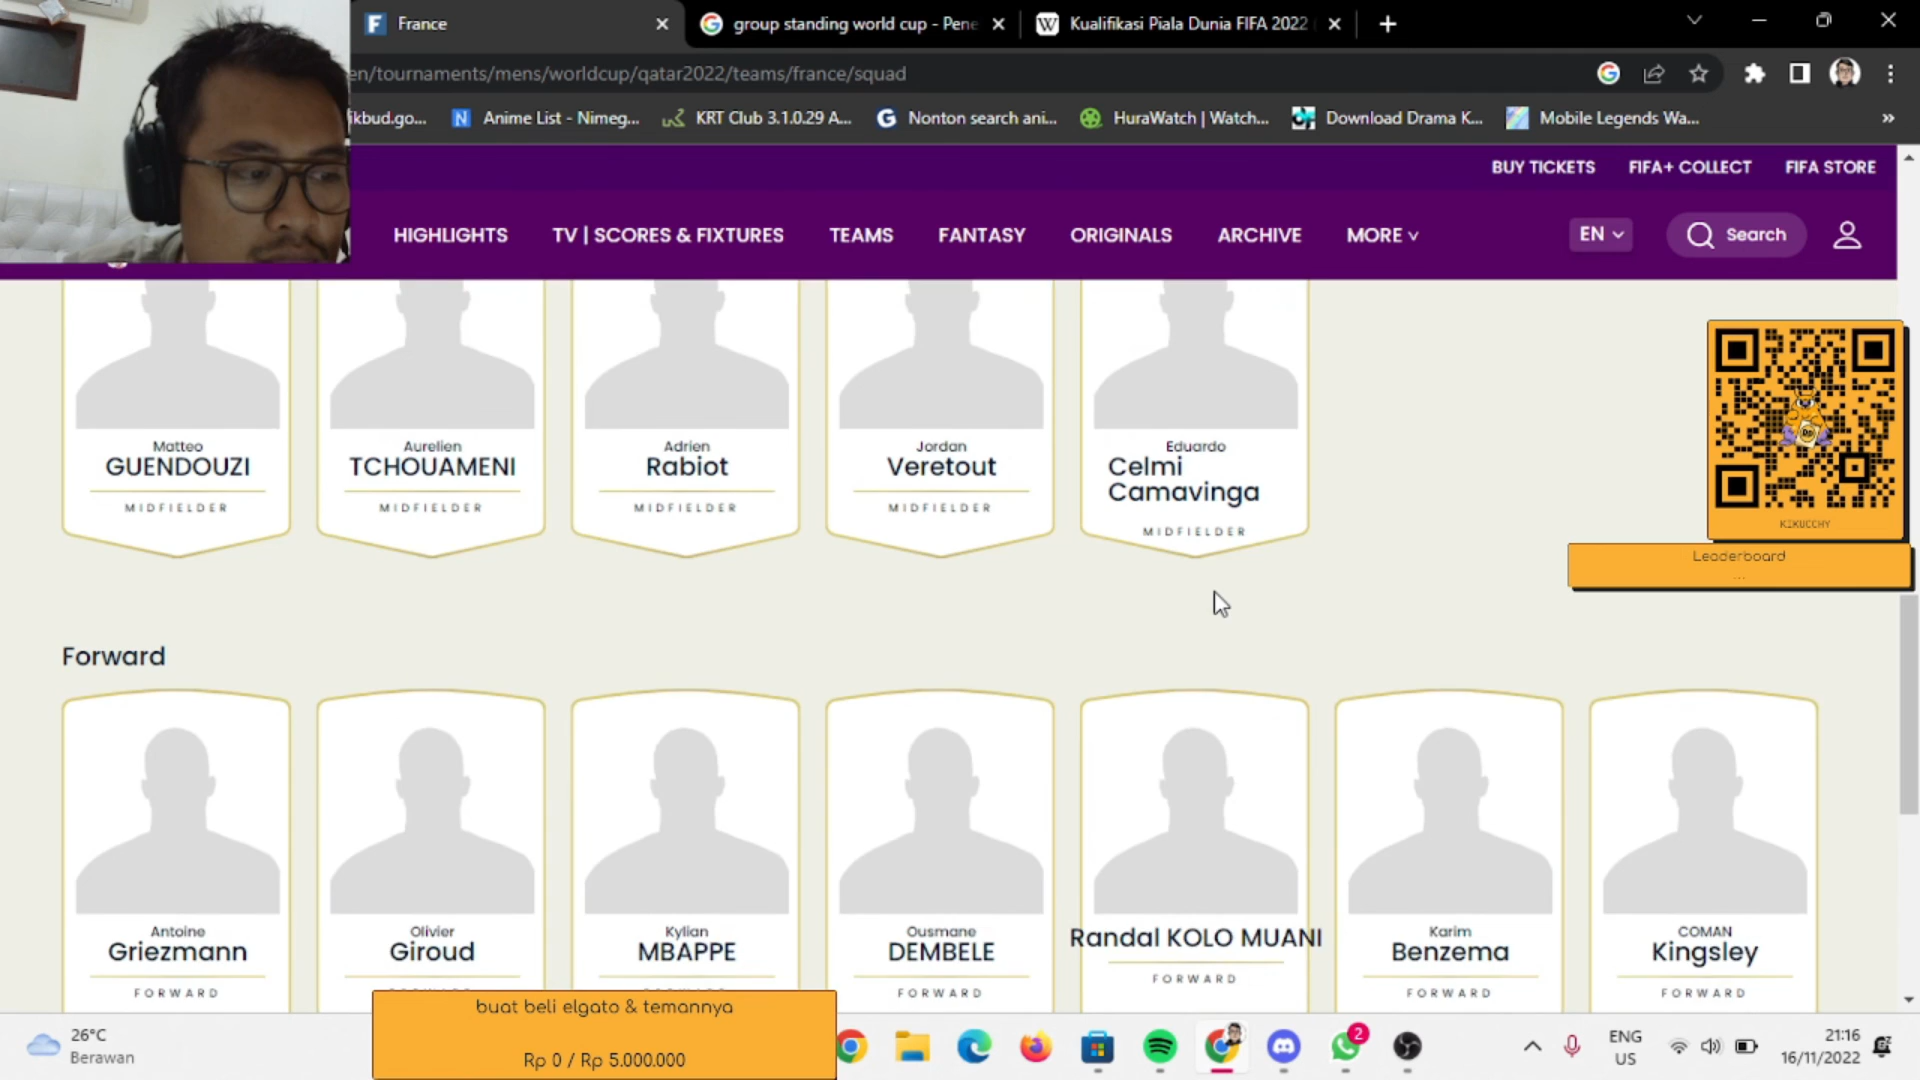 France
group standing world cup - Pene
Kualifikasi Piala Dunia FIFA 2022
en/tournaments/mens/worldcup/qatar2022/teams/france/squad
ikbud.go...
Anime List - Nimeg...
KRT Club 3.1.0.29 A...
Nonton search ani...
HuraWatch | Watch...
Download Drama K...
Mobile Legends Wa...
»
BUY TICKETS
FIFA+ COLLECT
FIFA STORE
HIGHLIGHTS
TV | SCORES & FIXTURES
TEAMS
FANTASY
ORIGINALS
ARCHIVE
MORE
EN
Search
Matteo
GUENDOUZI
MIDFIELDER
Aurelien
TCHOUAMENI
MIDFIELDER
Adrien
Rabiot
MIDFIELDER
Jordan
Veretout
MIDFIELDER
Eduardo
Celmi
Camavinga
MIDFIELDER
KIKUCCHY
Leaderboard
...
Forward
Antoine
Griezmann
FORWARD
Olivier
Giroud
Kylian
MBAPPE
Ousmane
DEMBELE
FORWARD
Randal KOLO MUANI
FORWARD
Karim
Benzema
FORWARD
COMAN
Kingsley
FORWARD
buat beli elgato & temannya
Rp 0 / Rp 5.000.000
26°C
Berawan
2
ENG
US
21:16
16/11/2022